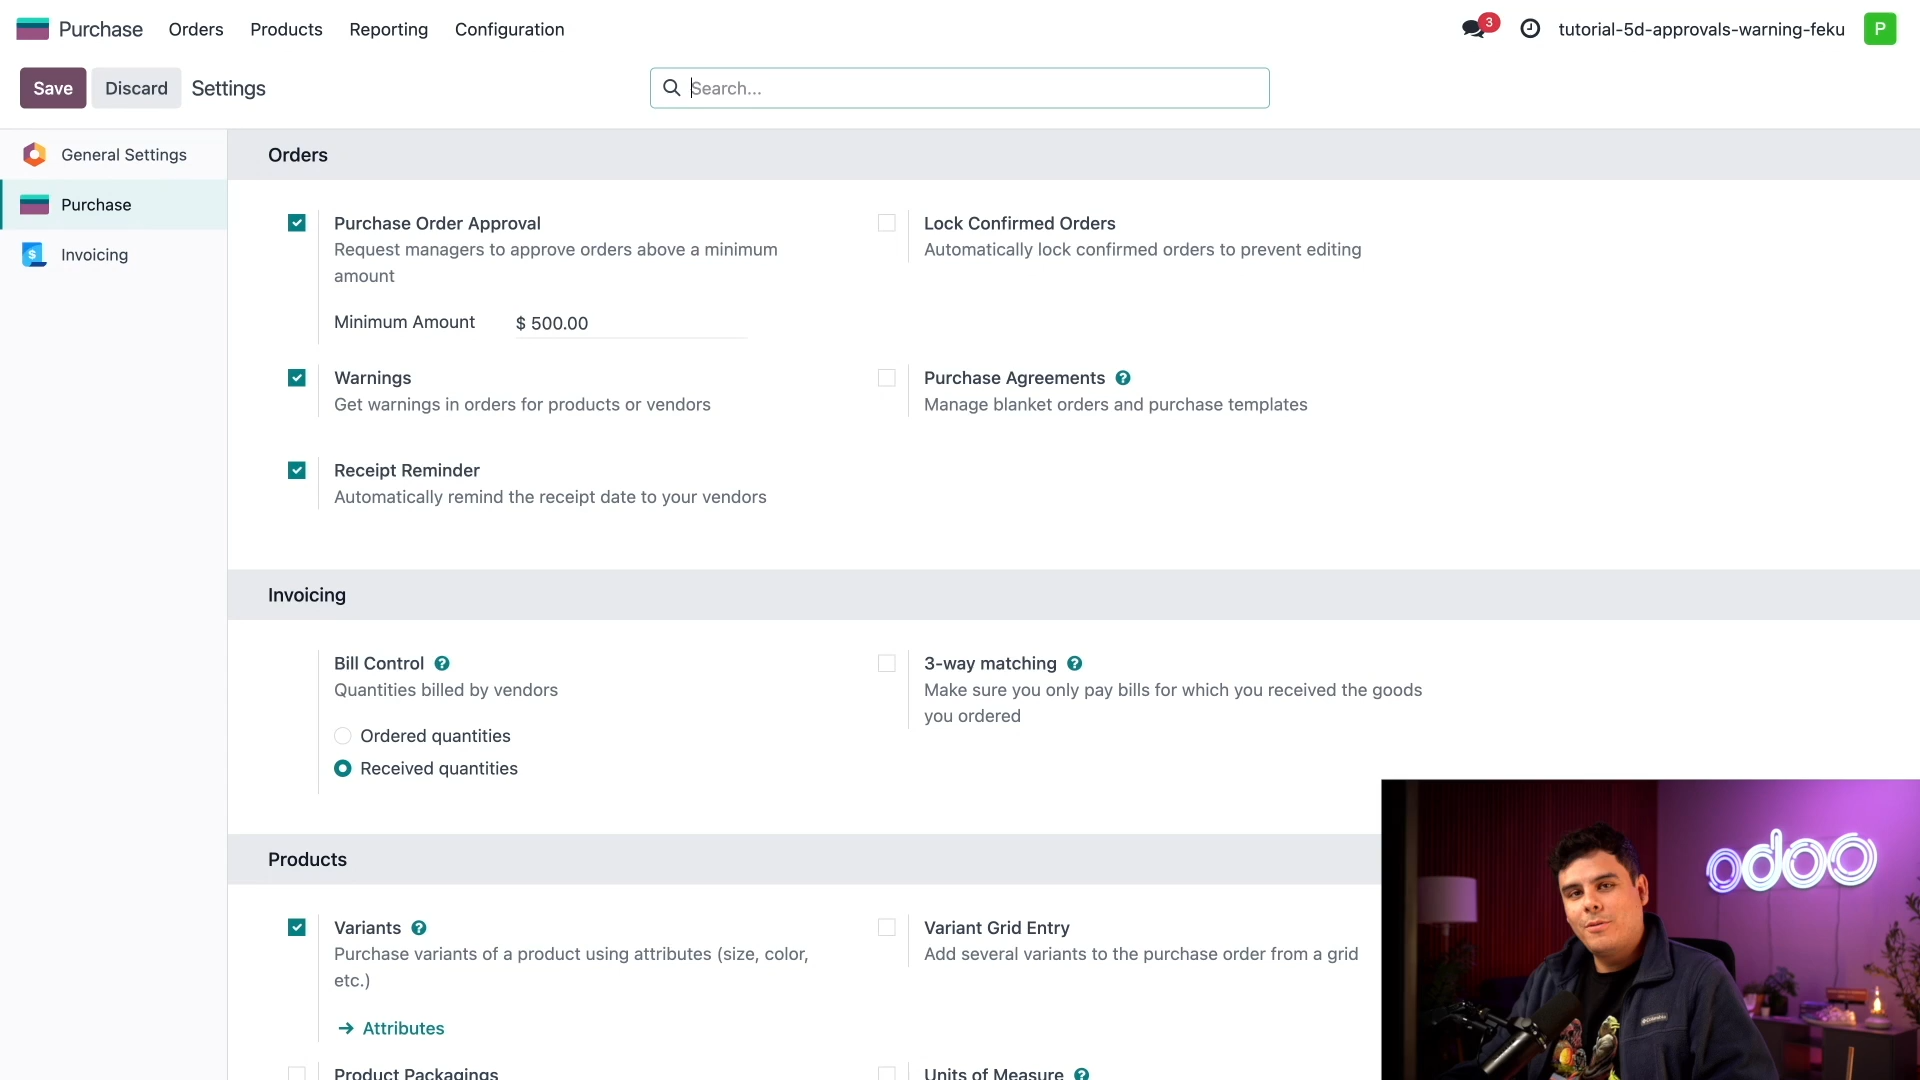 Purchase Orders Products Reporting Configuration 3 tutorial-5d-approvals-warning-feku P
Save Discard Settings Search...
General Settings
Purchase
Invoicing
Orders
Purchase Order Approval
Request managers to approve orders above a minimum
amount
Minimum Amount $ 500.00
Lock Confirmed Orders
Automatically lock confirmed orders to prevent editing
Warnings
Get warnings in orders for products or vendors
Purchase Agreements ?
Manage blanket orders and purchase templates
Receipt Reminder
Automatically remind the receipt date to your vendors
Invoicing
Bill Control ?
Quantities billed by vendors
Ordered quantities
Received quantities
3-way matching ?
Make sure you only pay bills for which you received the goods
you ordered
Products
Variants ?
Purchase variants of a product using attributes (size, color,
etc.)
Attributes
Variant Grid Entry
Add several variants to the purchase order from a grid
Product Packagings
Units of Measure ?
odoo
Columbia